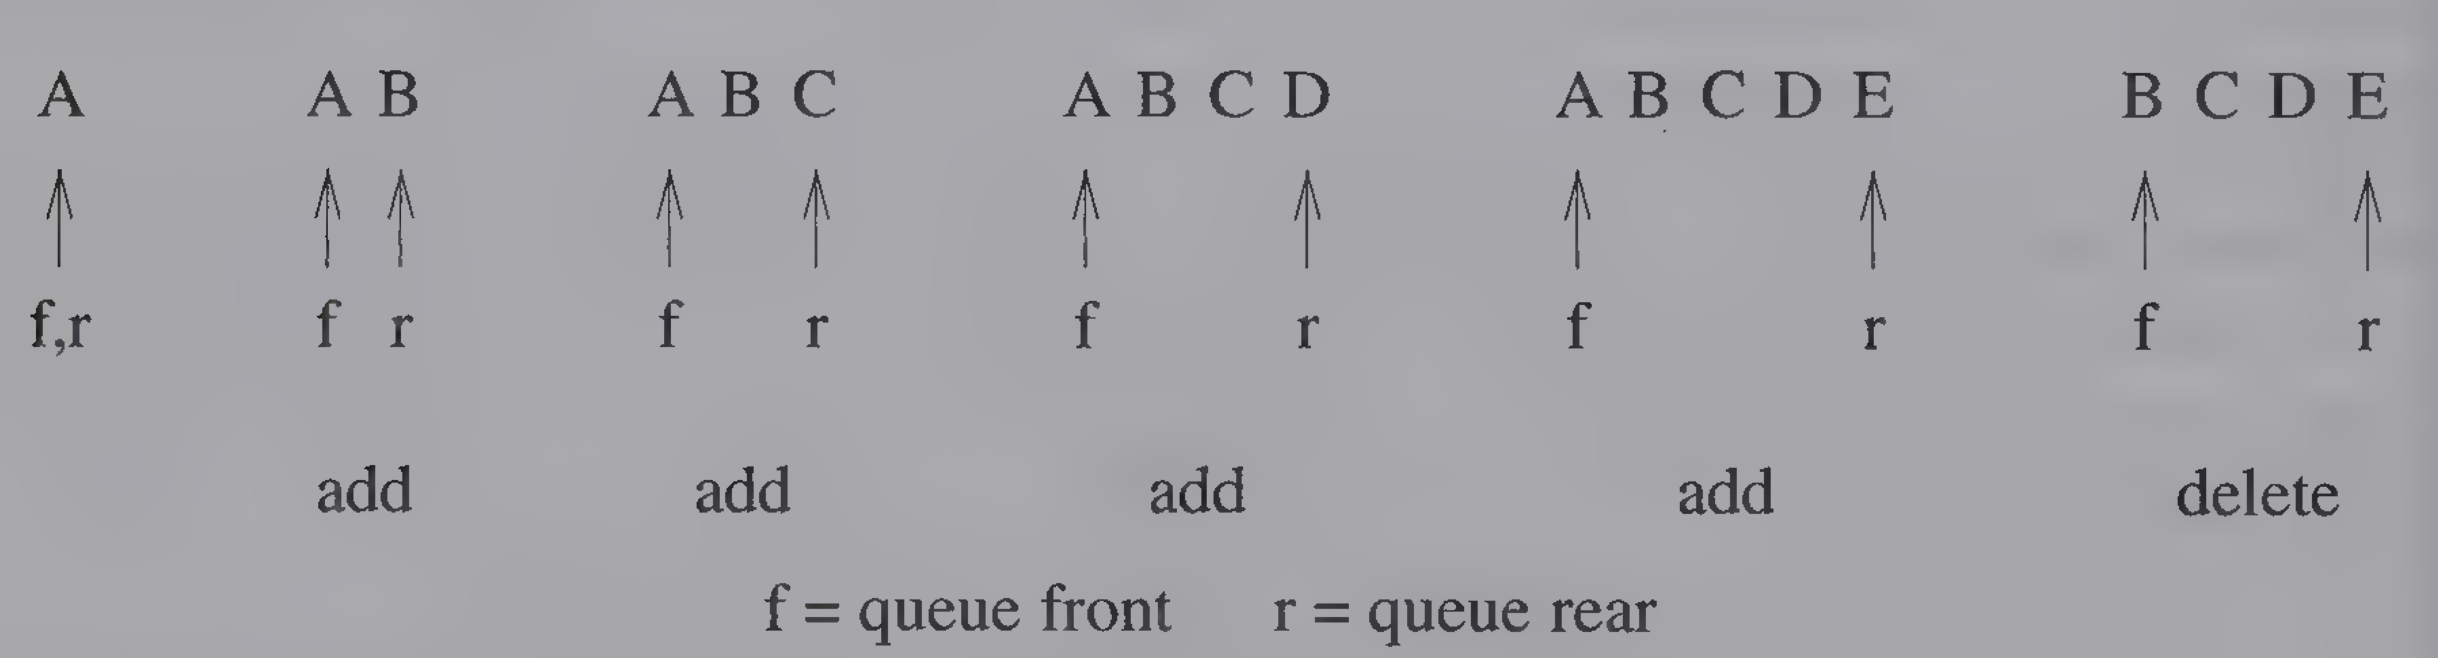 A A B A B C A B C D A B C D E B C D E
f,r f r f r f r f r f r
add add add add delete
f = queue front r = queue rear